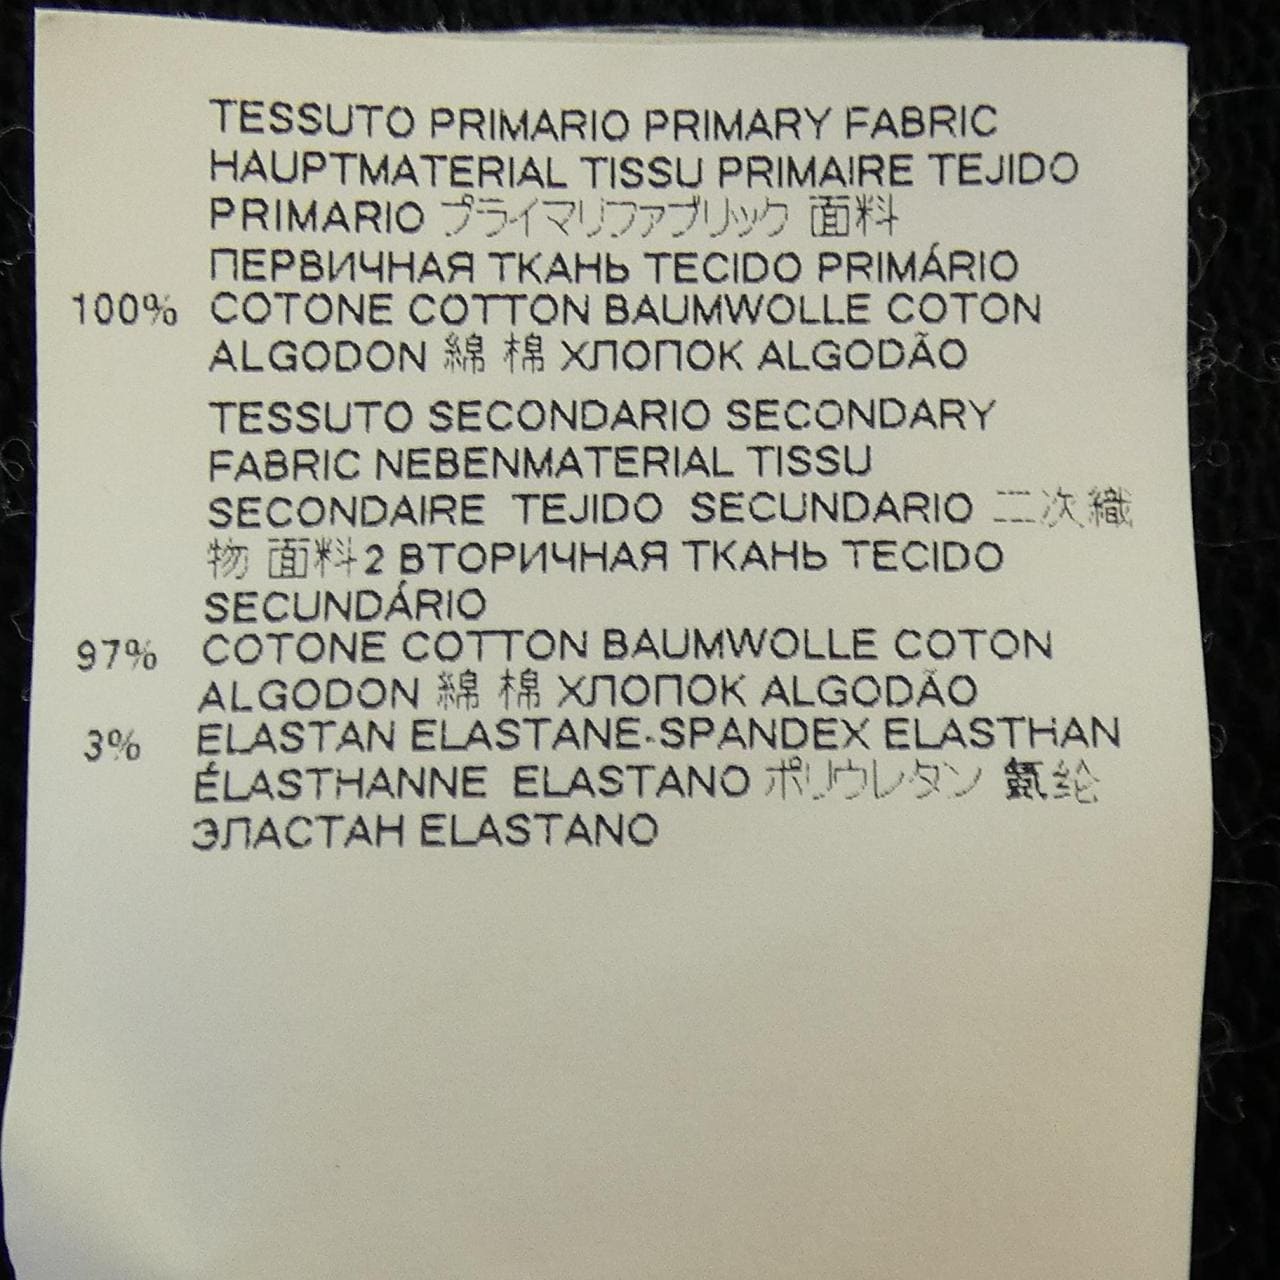 TESSUTO PRIMARIO PRIMARY FABRIC
HAUPTMATERIAL TISSU PRIMAIRE TEJIDO
PRIMARIO プライマリファブリック 面料
ПЕРВИЧНАЯ ТКАНЬ TECIDO PRIMÁRIO
100% COTONE COTTON BAUMWOLLE COTON
ALGODON 綿 棉 ХЛОПОК ALGODÃO
TESSUTO SECONDARIO SECONDARY
FABRIC NEBENMATERIAL TISSU
SECONDAIRE TEJIDO SECUNDARIO 二次織
物 面料2 ВТОРИЧНАЯ ТКАНЬ TECIDO
SECUNDÁRIO
97% COTONE COTTON BAUMWOLLE COTON
ALGODON 綿 棉 ХЛОПОК ALGODÃO
3% ELASTAN ELASTANE-SPANDEX ELASTHAN
ÉLASTHANNE ELASTANO ポリウレタン 氨纶
ЭЛАСТАН ELASTANO